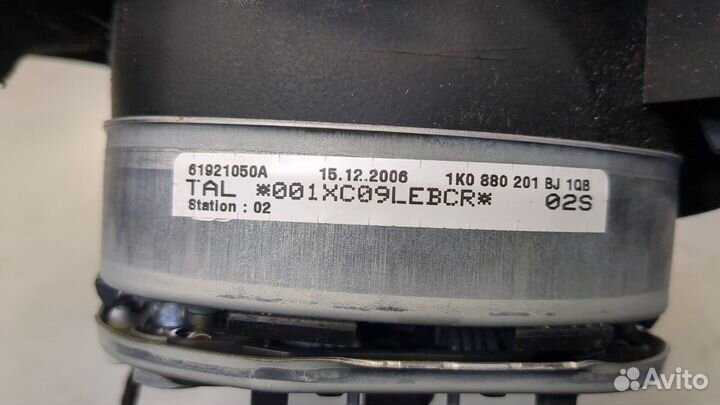 61921050A 15.12.2006 1K0 880 201 BJ 1QB
TAL *001XC09LEBCR* 02S
Station : 02
Avito